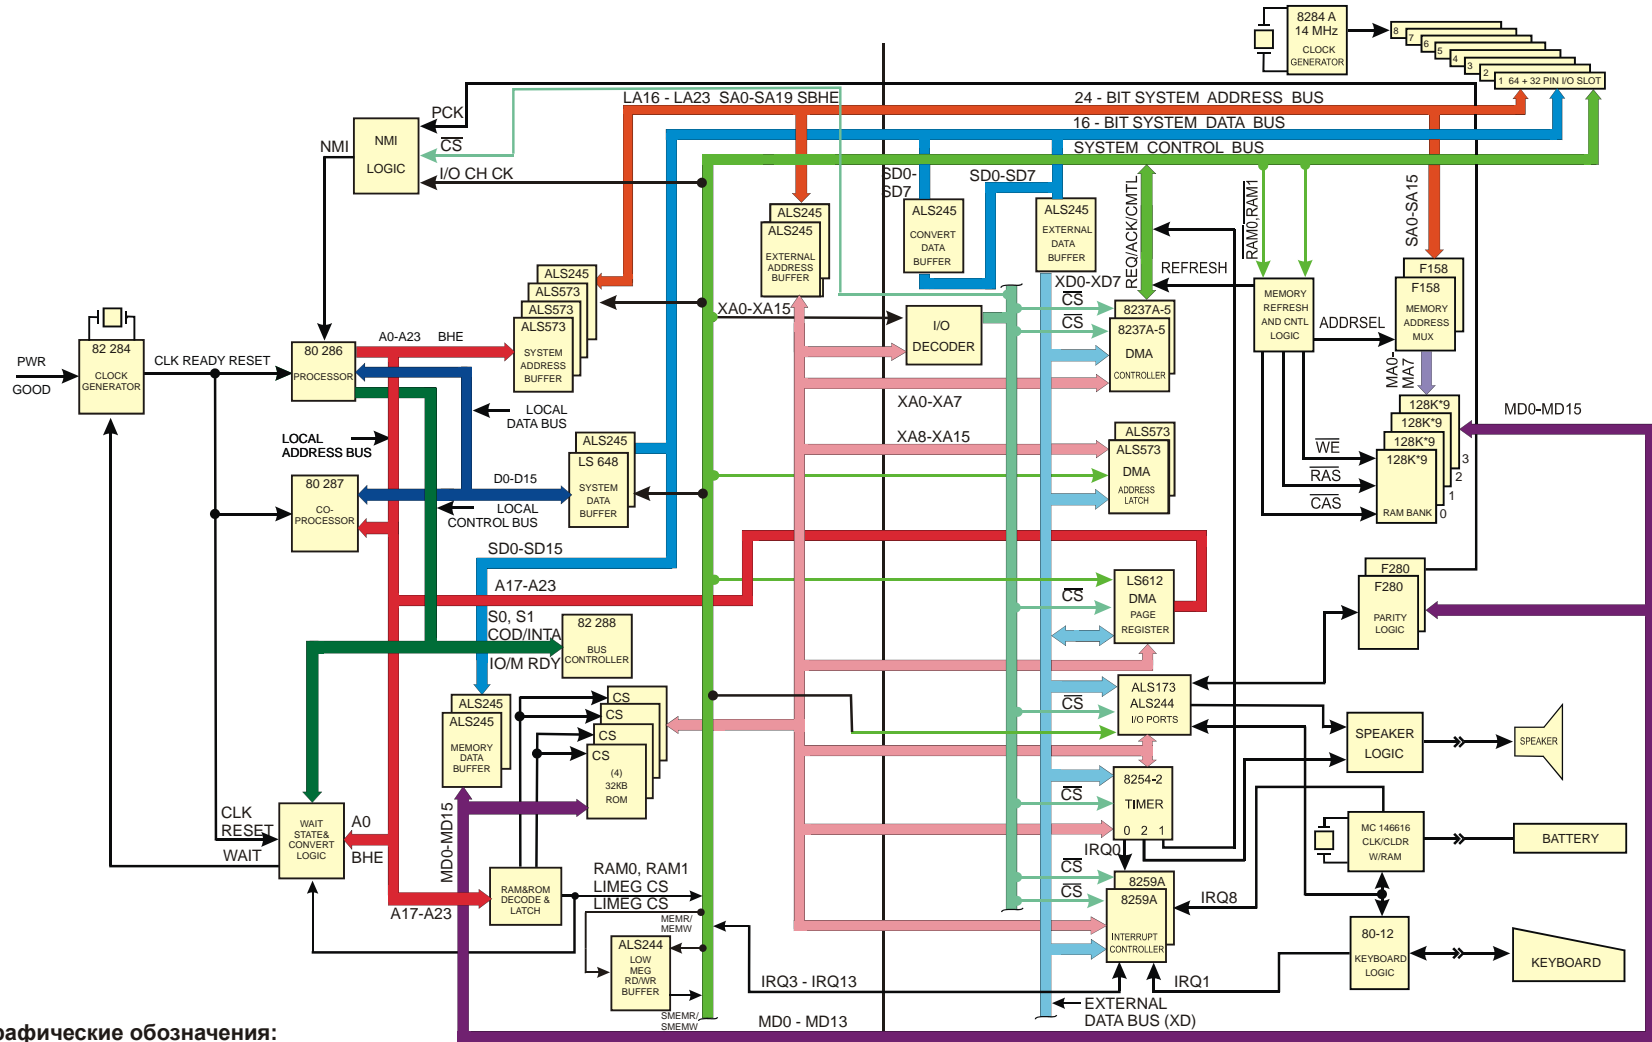 8284 A
14 MHz
CLOCK
GENERATOR
8
7
6
5
4
3
2
1 64 + 32 PIN I/O SLOT
LA16 - LA23 SA0-SA19 SBHE
24 - BIT SYSTEM ADDRESS BUS
16 - BIT SYSTEM DATA BUS
SYSTEM CONTROL BUS
PCK
CS
I/O CH CK
NMI
NMI
LOGIC
SD0-
SD7
SD0-SD7
ALS245
ALS245
EXTERNAL
ADDRESS
BUFFER
ALS245
CONVERT
DATA
BUFFER
ALS245
EXTERNAL
DATA
BUFFER
REQ/ACK/CMTL
RAM0,RAM1
SA0-SA15
REFRESH
XD0-XD7
XA0-XA15
I/O
DECODER
CS
CS
8237A-5
8237A-5
DMA
CONTROLLER
MEMORY
REFRESH
AND CNTL
LOGIC
ADDRSEL
F158
F158
MEMORY
ADDRESS
MUX
MA0-
MA7
ALS245
ALS573
ALS573
ALS573
SYSTEM
ADDRESS
BUFFER
PWR
GOOD
82 284
CLOCK
GENERATOR
CLK READY RESET
80 286
PROCESSOR
A0-A23 BHE
LOCAL
DATA BUS
LOCAL
ADDRESS BUS
XA0-XA7
XA8-XA15
128K*9
128K*9
128K*9
128K*9
RAM BANK
3
2
1
0
MD0-MD15
WE
RAS
CAS
ALS245
LS 648
SYSTEM
DATA
BUFFER
D0-D15
LOCAL
CONTROL BUS
80 287
CO-
PROCESSOR
ALS573
ALS573
DMA
ADDRESS
LATCH
SD0-SD15
A17-A23
S0, S1
COD/INTA
IO/M RDY
82 288
BUS
CONTROLLER
CS
LS612
DMA
PAGE
REGISTER
F280
F280
PARITY
LOGIC
ALS245
ALS245
MEMORY
DATA
BUFFER
CS
CS
CS
CS
(4)
32KB
ROM
CS
ALS173
ALS244
I/O PORTS
SPEAKER
LOGIC
SPEAKER
CS
8254-2
TIMER
0 2 1
IRQ0
MC 146616
CLK/CLDR
W/RAM
BATTERY
CLK
RESET
WAIT
WAIT
STATE&
CONVERT
LOGIC
A0
BHE
MD0-MD15
A17-A23
RAM&ROM
DECODE &
LATCH
RAM0, RAM1
LIMEG CS
LIMEG CS
MEMR/
MEMW
ALS244
LOW
MEG
RD/WR
BUFFER
SMEMR/
SMEMW
CS
CS
8259A
8259A
INTERRUPT
CONTROLLER
IRQ8
80-12
KEYBOARD
LOGIC
KEYBOARD
IRQ3 - IRQ13
IRQ1
EXTERNAL
DATA BUS (XD)
MD0 - MD13
рафические обозначения: